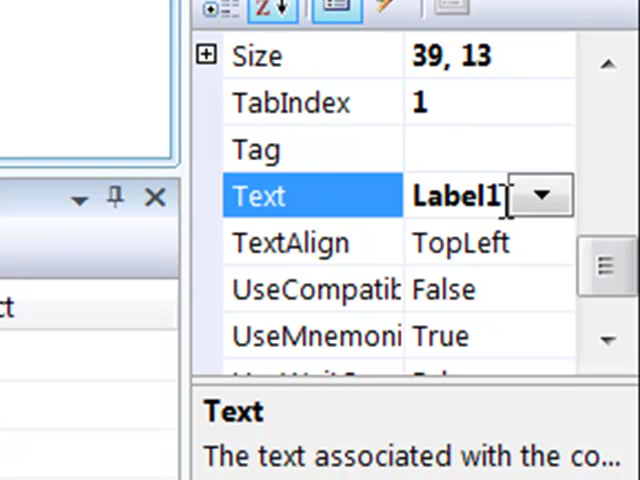 Size 39, 13
TabIndex 1
Tag
Text Label1
TextAlign TopLeft
UseCompatib False
UseMnemoni True
ct
Text
The text associated with the co...